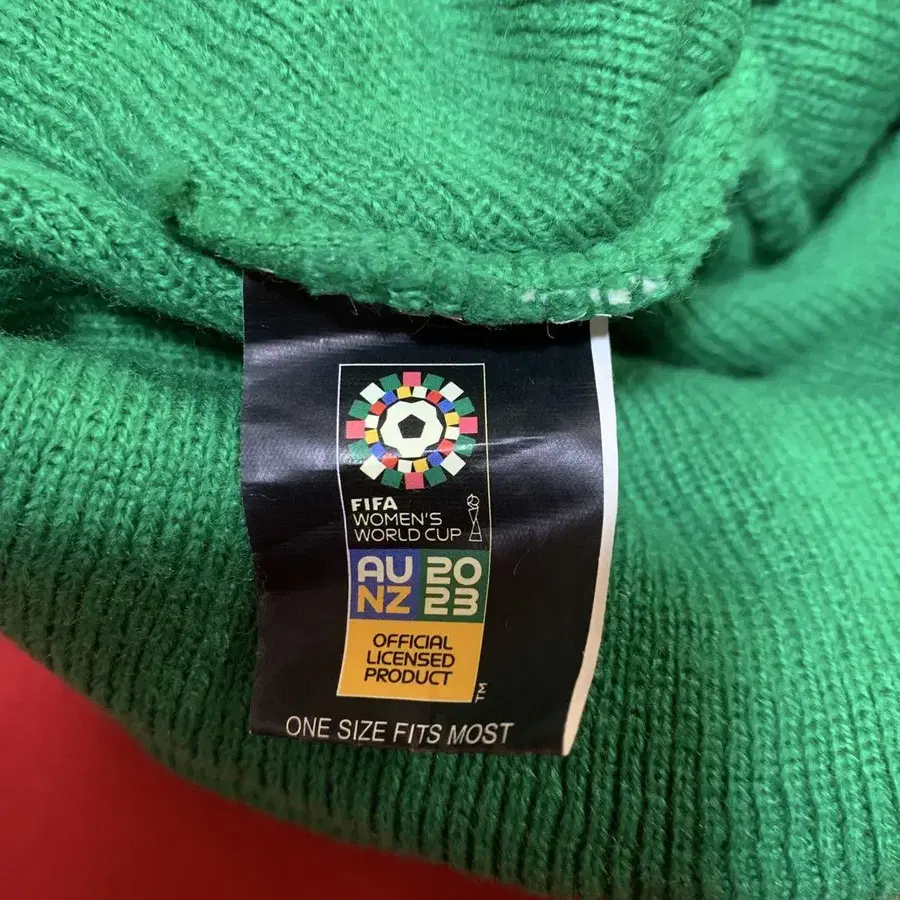 FIFA
WOMEN'S
WORLD CUP
AU 20
NZ 23
OFFICIAL
LICENSED
PRODUCT
TM
ONE SIZE FITS MOST